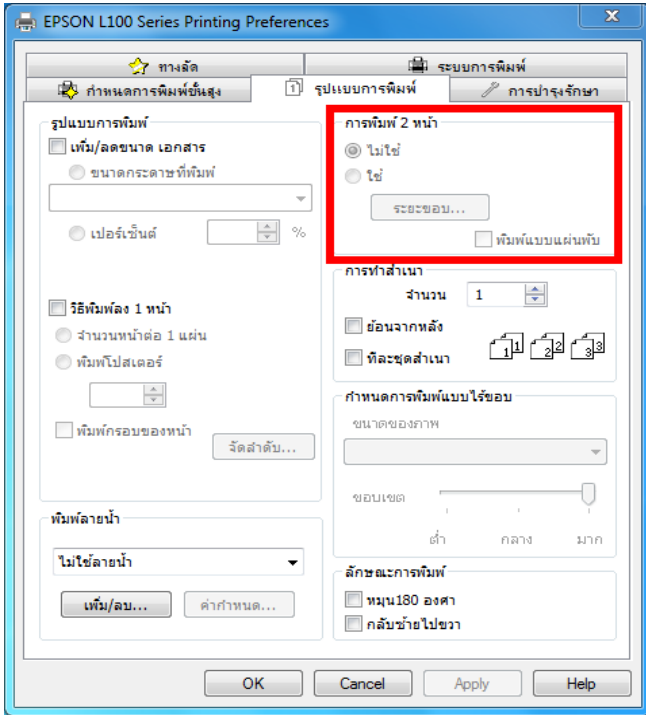 EPSON L100 Series Printing Preferences
x
ทางลัด
ระบบการพิมพ์
กำหนดการพิมพ์ขั้นสูง
1
รูปแบบการพิมพ์
การบำรุงรักษา
รูปแบบการพิมพ์
เพิ่ม/ลดขนาด เอกสาร
ขนาดกระดาษที่พิมพ์
เปอร์เซ็นต์
%
วิธีพิมพ์ลง 1 หน้า
จำนวนหน้าต่อ 1 แผ่น
พิมพ์โปสเตอร์
พิมพ์กรอบของหน้า
จัดลำดับ...
พิมพ์ลายน้ำ
ไม่ใช้ลายน้ำ
เพิ่ม/ลบ...
ค่ากำหนด...
การพิมพ์ 2 หน้า
ไม่ใช้
ใช้
ระยะขอบ...
พิมพ์แบบแผ่นพับ
การทำสำเนา
จำนวน 1
ย้อนจากหลัง
ทีละชุดสำเนา
1 1 2 2 3 3
กำหนดการพิมพ์แบบไร้ขอบ
ขนาดของภาพ
ขอบเขต
ต่ำ กลาง มาก
ลักษณะการพิมพ์
หมุน180 องศา
กลับซ้ายไปขวา
OK Cancel Apply Help